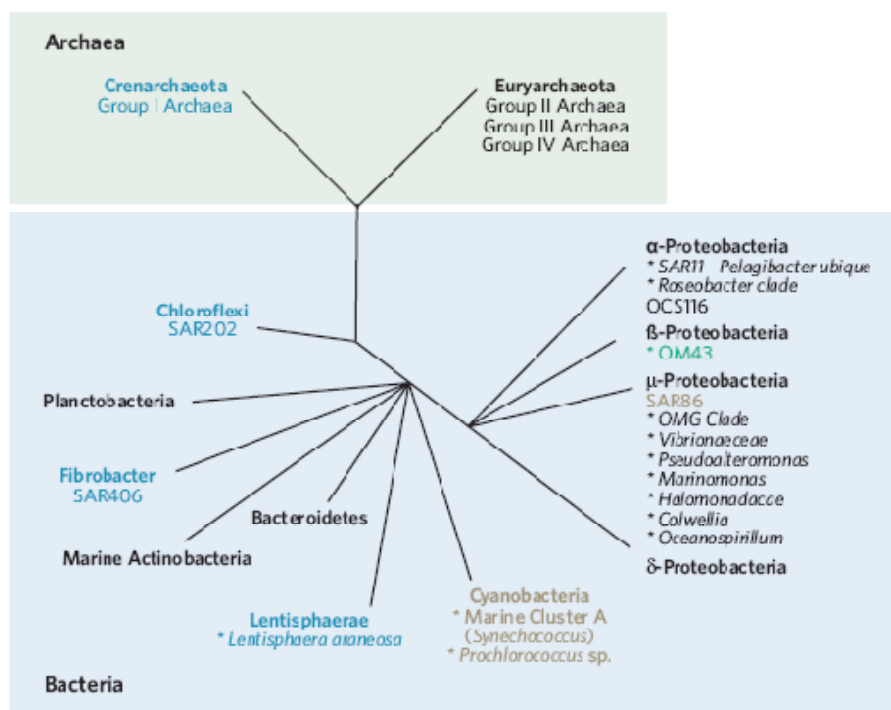 Archaea
Crenarchaeota
Group I Archaea
Euryarchaeota
Group II Archaea
Group III Archaea
Group IV Archaea
Chloroflexi
SAR202
Planctobacteria
Fibrobacter
SAR406
Marine Actinobacteria
Bacteroidetes
Lentisphaerae
* Lentisphaera araneosa
Cyanobacteria
* Marine Cluster A
(Synechococcus)
* Prochlorococcus sp.
α-Proteobacteria
* SAR11 Pelagibacter ubique
* Roseobacter clade
OCS116
ß-Proteobacteria
* OM43
μ-Proteobacteria
SAR86
* OMG Clade
* Vibrionaeceae
* Pseudoalteromonas
* Marinomonas
* Halomonadacae
* Colwellia
* Oceanospirillum
δ-Proteobacteria
Bacteria